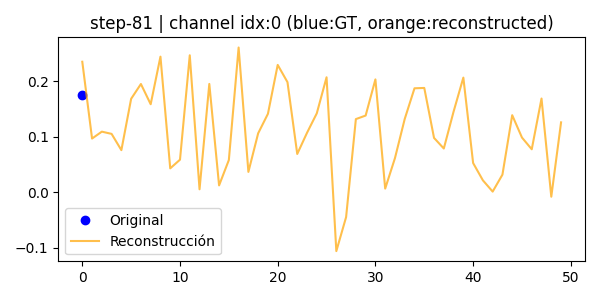 step-81 | channel idx:0 (blue:GT, orange:reconstructed)
0.2
0.1
0.0
−0.1
Original
Reconstrucción
0 10 20 30 40 50